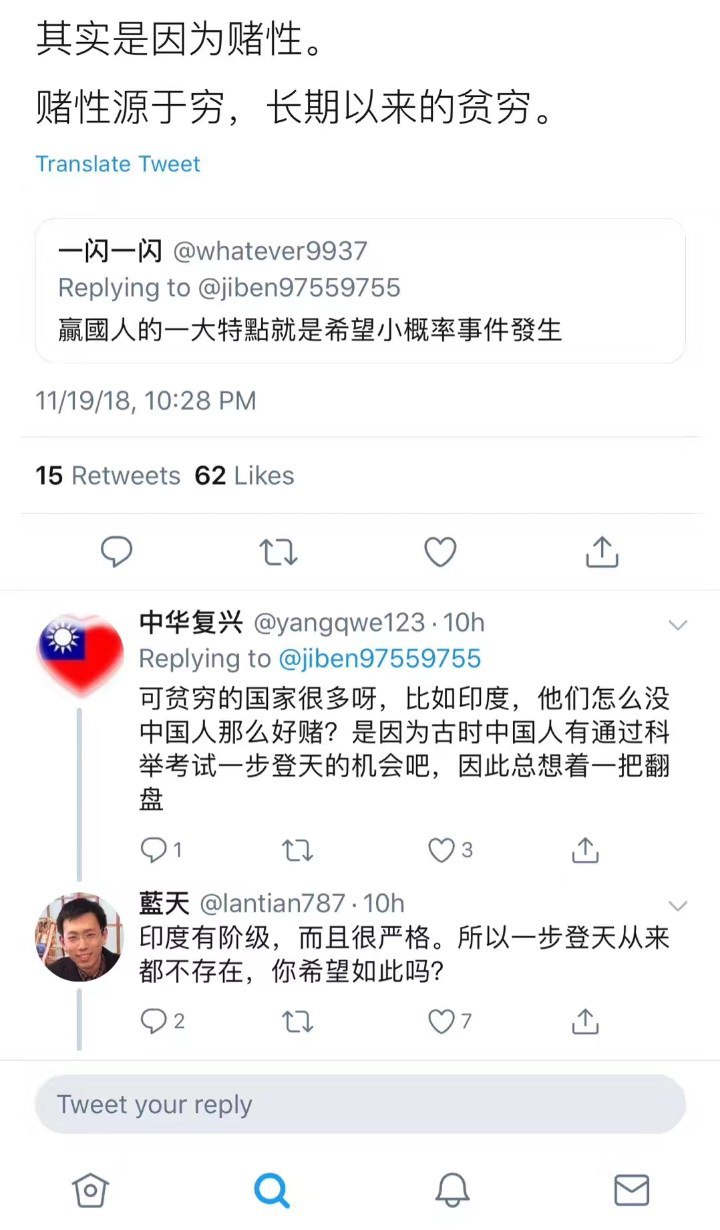 其实是因为赌性。
赌性源于穷，长期以来的贫穷。
Translate Tweet
一闪一闪 @whatever9937
Replying to @jiben97559755
赢國人的一大特點就是希望小概率事件發生
11/19/18, 10:28 PM
15 Retweets 62 Likes
中华复兴 @yangqwe123 · 10h
Replying to @jiben97559755
可贫穷的国家很多呀，比如印度，他们怎么没
中国人那么好赌？是因为古时中国人有通过科
举考试一步登天的机会吧，因此总想着一把翻
盘
1
3
藍天 @lantian787 · 10h
印度有阶级，而且很严格。所以一步登天从来
都不存在，你希望如此吗？
2
7
Tweet your reply